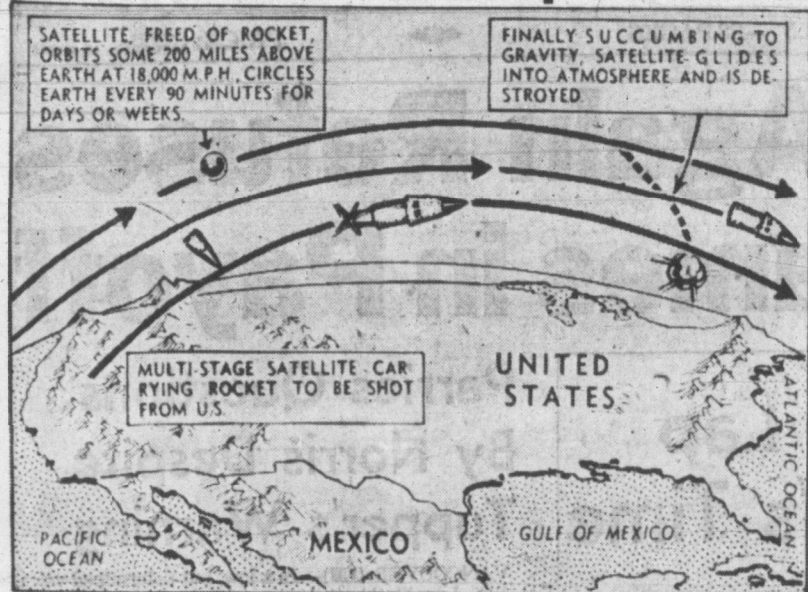 SATELLITE, FREED OF ROCKET,
ORBITS SOME 200 MILES ABOVE
EARTH AT 18,000 M.P.H., CIRCLES
EARTH EVERY 90 MINUTES FOR
DAYS OR WEEKS.
FINALLY SUCCUMBING TO
GRAVITY, SATELLITE GLIDES
INTO ATMOSPHERE AND IS DE-
STROYED
MULTI-STAGE SATELLITE CAR
RYING ROCKET TO BE SHOT
FROM U.S.
UNITED
STATES
ATLANTIC OCEAN
PACIFIC
OCEAN
MEXICO
GULF OF MEXICO
By Norris